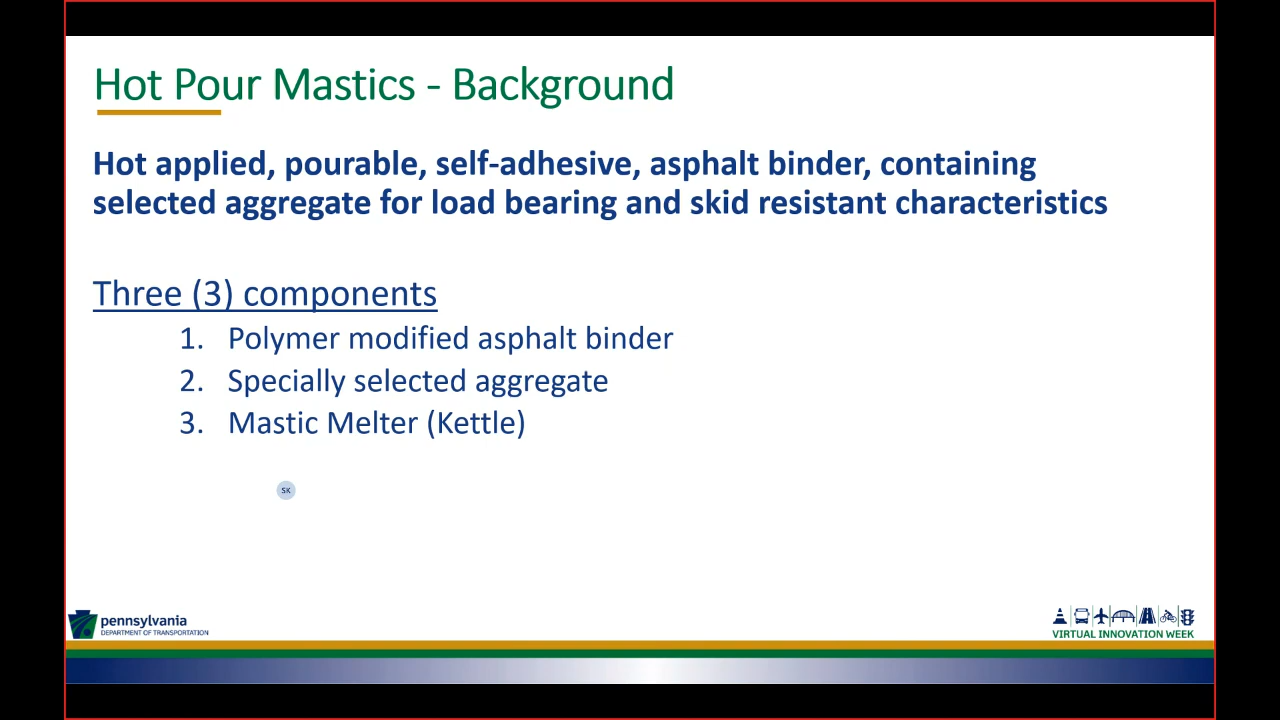 Hot Pour Mastics - Background
Hot applied, pourable, self-adhesive, asphalt binder, containing
selected aggregate for load bearing and skid resistant characteristics
Three (3) components
1. Polymer modified asphalt binder
2. Specially selected aggregate
3. Mastic Melter (Kettle)
SK
pennsylvania
DEPARTMENT OF TRANSPORTATION
VIRTUAL INNOVATION WEEK